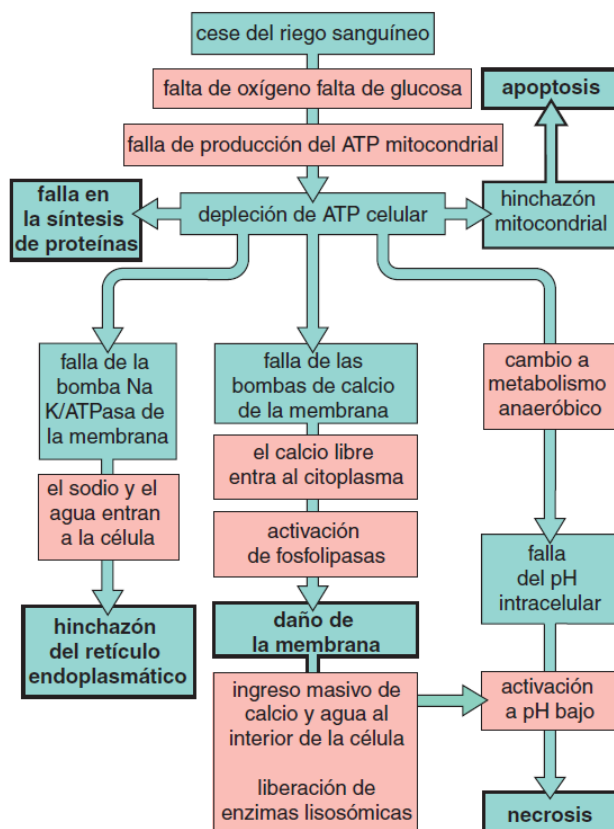 cese del riego sanguíneo
falta de oxígeno falta de glucosa
apoptosis
falla de producción del ATP mitocondrial
falla en
la síntesis
de proteínas
depleción de ATP celular
hinchazón
mitocondrial
falla de la
bomba Na
K/ATPasa de
la membrana
falla de las
bombas de calcio
de la membrana
cambio a
metabolismo
anaeróbico
el sodio y el
agua entran
a la célula
el calcio libre
entra al citoplasma
activación
de fosfolipasas
falla
del pH
intracelular
hinchazón
del retículo
endoplasmático
daño de
la membrana
ingreso masivo de
calcio y agua al
interior de la célula
liberación de
enzimas lisosómicas
activación
a pH bajo
necrosis